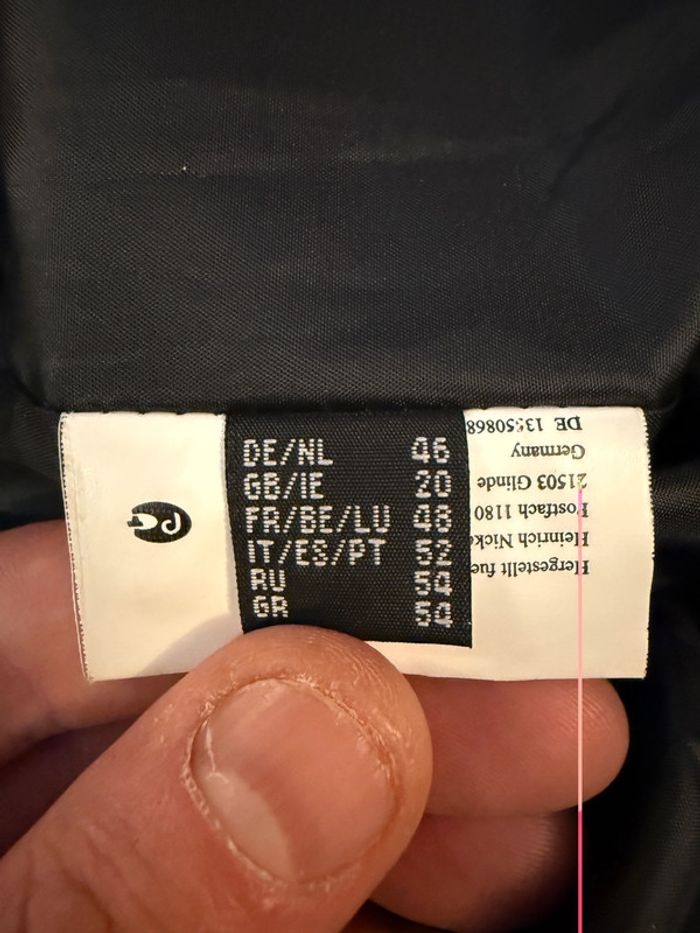 DE/NL 46
GB/IE 20
FR/BE/LU 48
IT/ES/PT 52
RU 54
GR 54
Hergestellt fue
Heinrich Nick
Postfach 1180
21503 Glinde
Germany
DE